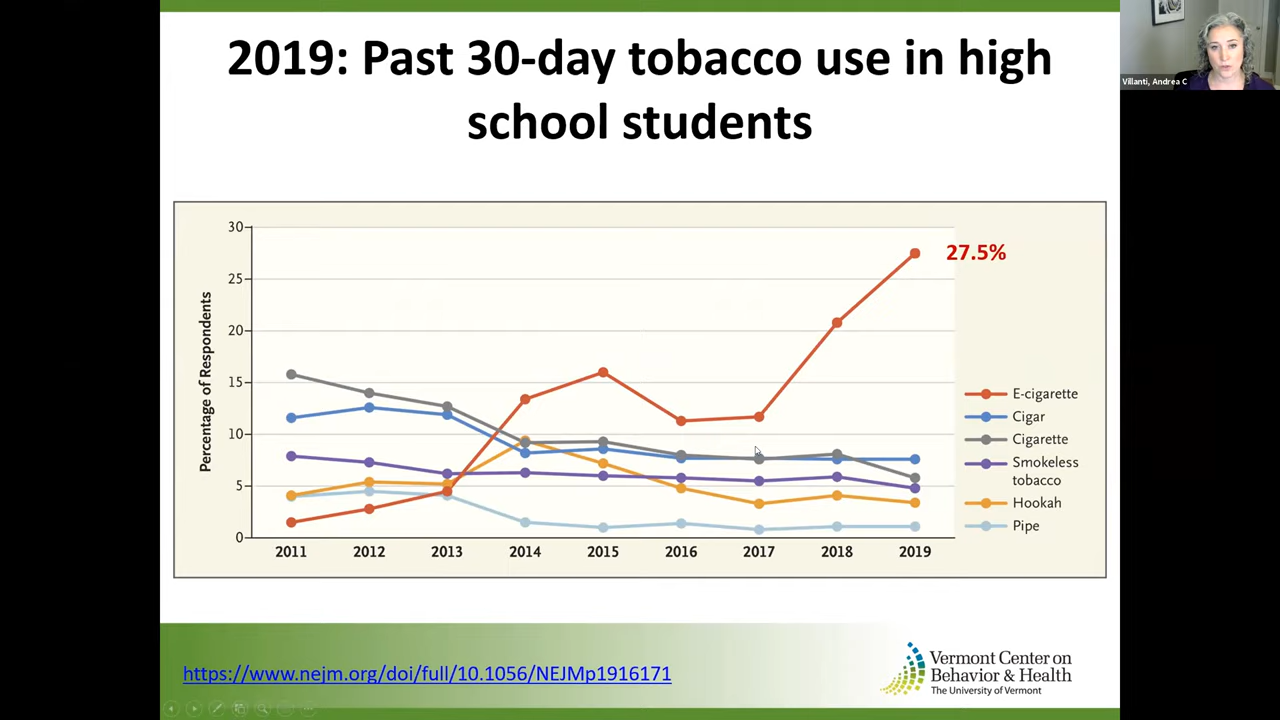 2019: Past 30-day tobacco use in high
school students
Villanti, Andrea C
30
25
20
15
10
5
0
Percentage of Respondents
27.5%
2011 2012 2013 2014 2015 2016 2017 2018 2019
E-cigarette
Cigar
Cigarette
Smokeless
tobacco
Hookah
Pipe
https://www.nejm.org/doi/full/10.1056/NEJMp1916171
Vermont Center on
Behavior & Health
The University of Vermont